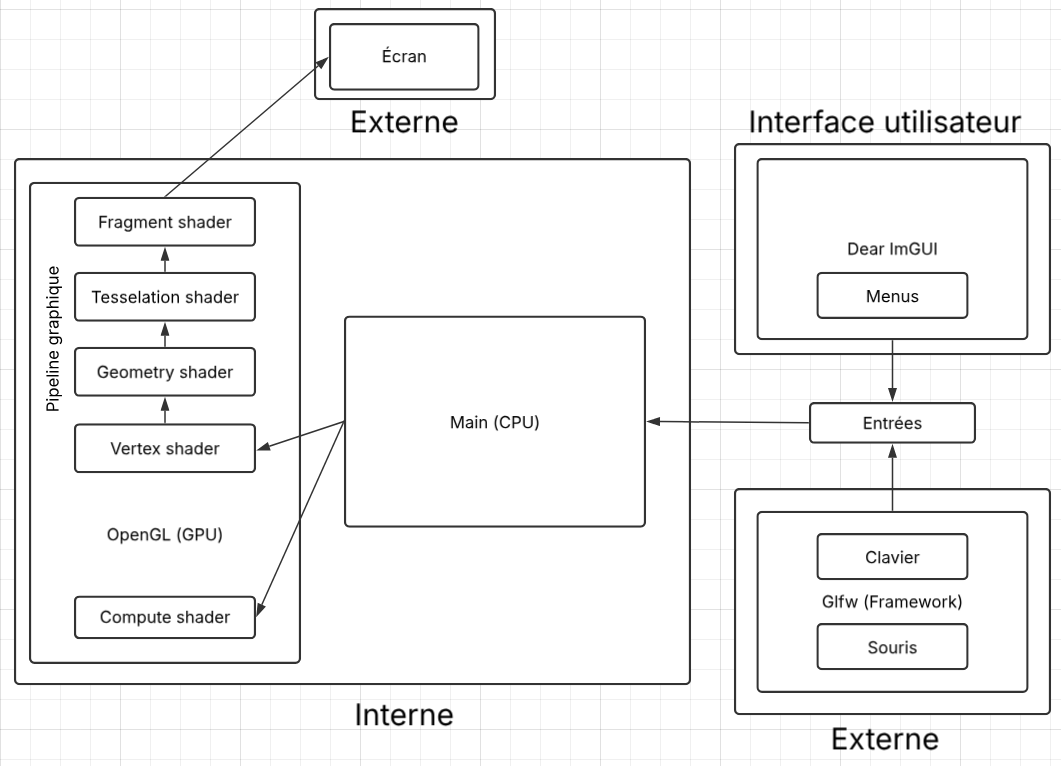 Écran
Externe
Interface utilisateur
Pipeline graphique
Fragment shader
Tesselation shader
Geometry shader
Vertex shader
OpenGL (GPU)
Compute shader
Main (CPU)
Interne
Dear ImGUI
Menus
Entrées
Clavier
Glfw (Framework)
Souris
Externe